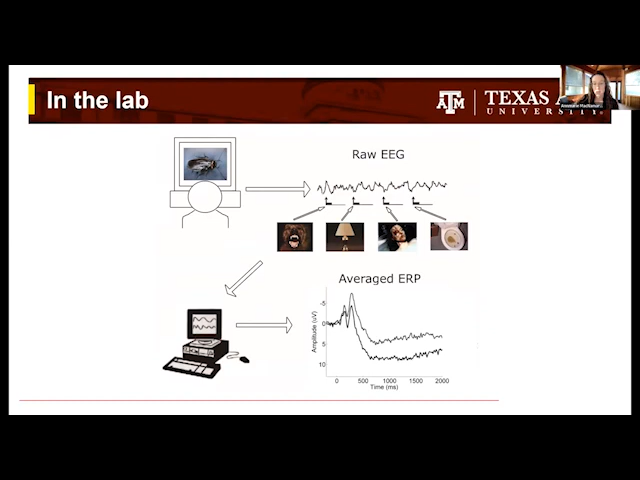 In the lab
ATM
TEXAS A
UNIVERSITY
Raw EEG
Averaged ERP
Amplitude (uV)
-5
0
5
10
0 500 1000 1500 2000
Time (ms)